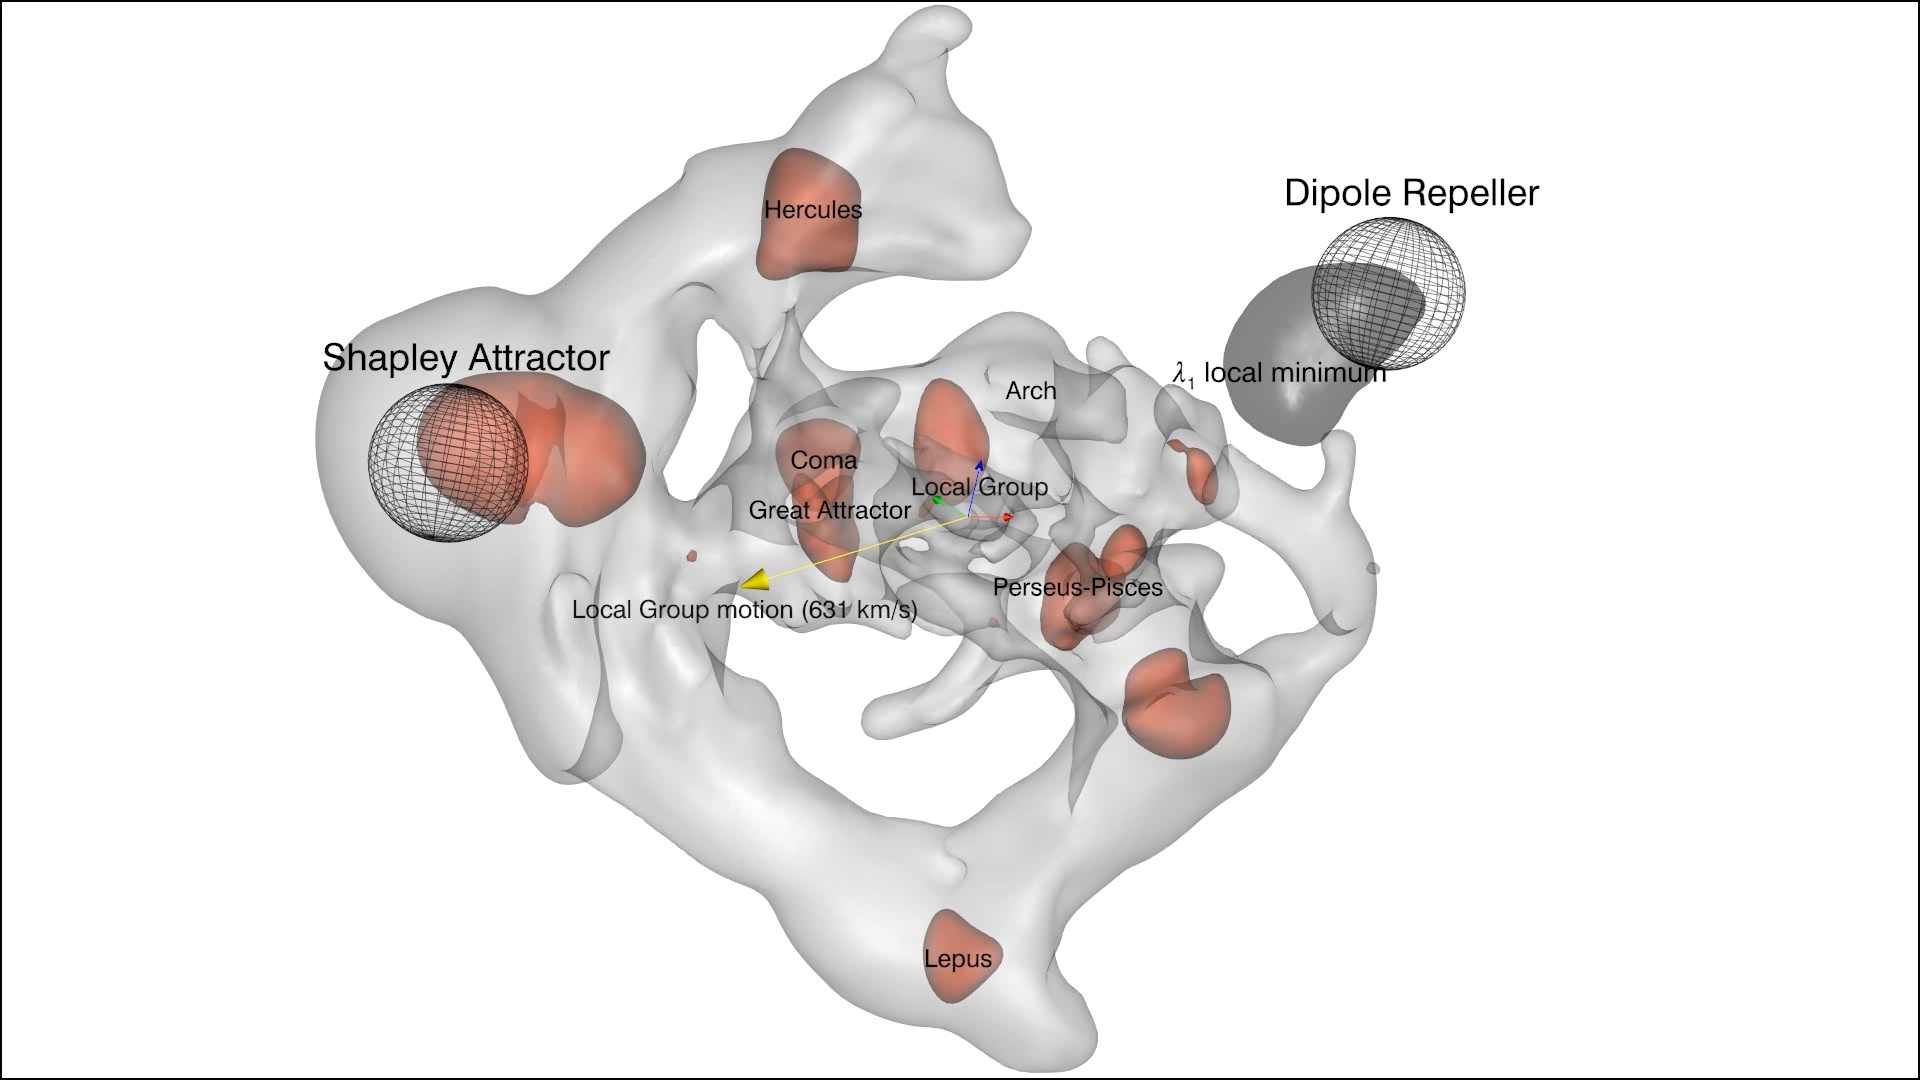 Dipole Repeller
Hercules
Shapley Attractor
λ₁ local minimum
Arch
Coma
Local Group
Great Attractor
Perseus-Pisces
Local Group motion (631 km/s)
Lepus